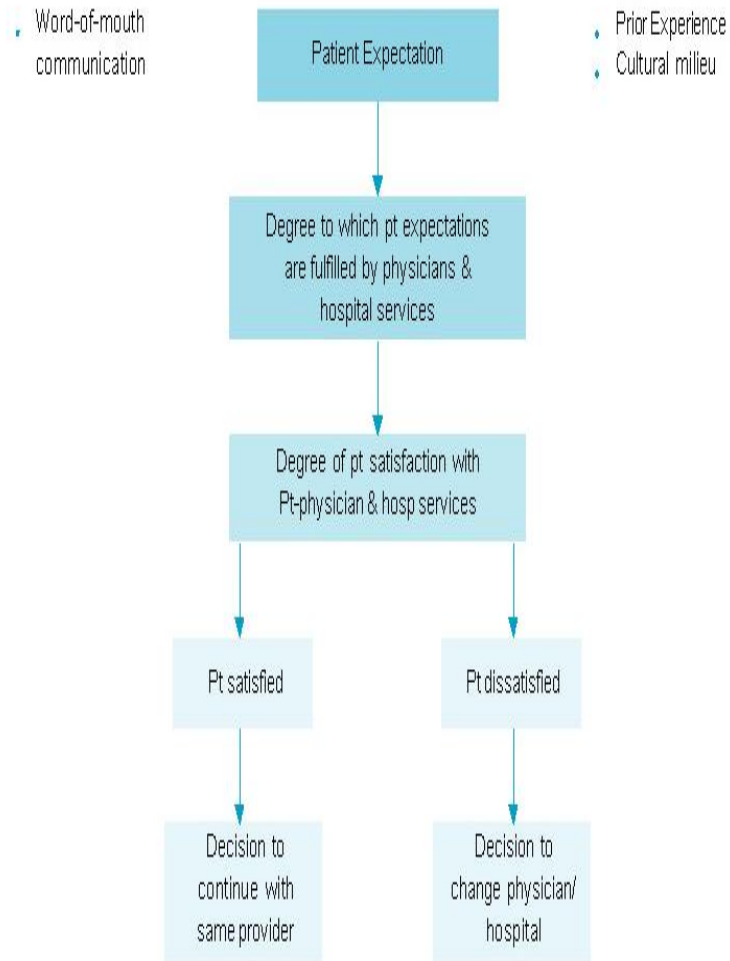 Word-of-mouth
communication
Patient Expectation
Prior Experience
Cultural milieu
Degree to which pt expectations
are fulfilled by physicians &
hospital services
Degree of pt satisfaction with
Pt-physician & hosp services
Pt satisfied
Pt dissatisfied
Decision to
continue with
same provider
Decision to
change physician/
hospital